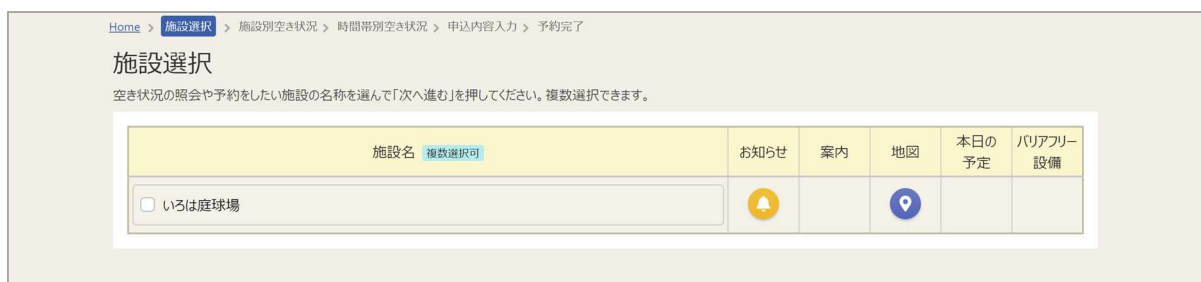 Home > 施設選択 > 施設別空き状況 > 時間帯別空き状況 > 申込内容入力 > 予約完了
施設選択
空き状況の照会や予約をしたい施設の名称を選んで「次へ進む」を押してください。複数選択できます。
施設名 複数選択可 お知らせ 案内 地図 本日の予定 バリアフリー設備
いろは庭球場